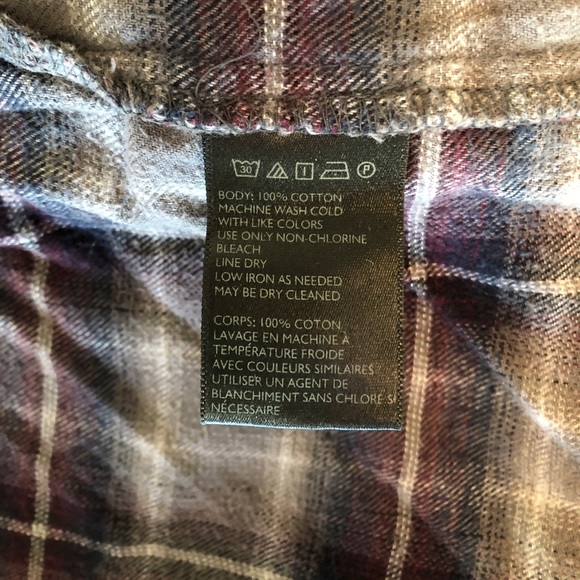 30 P
BODY: 100% COTTON
MACHINE WASH COLD
WITH LIKE COLORS
USE ONLY NON-CHLORINE
BLEACH
LINE DRY
LOW IRON AS NEEDED
MAY BE DRY CLEANED
CORPS: 100% COTON
LAVAGE EN MACHINE À
TEMPÉRATURE FROIDE
AVEC COULEURS SIMILAIRES
UTILISER UN AGENT DE
BLANCHIMENT SANS CHLORE SI
NÉCESSAIRE